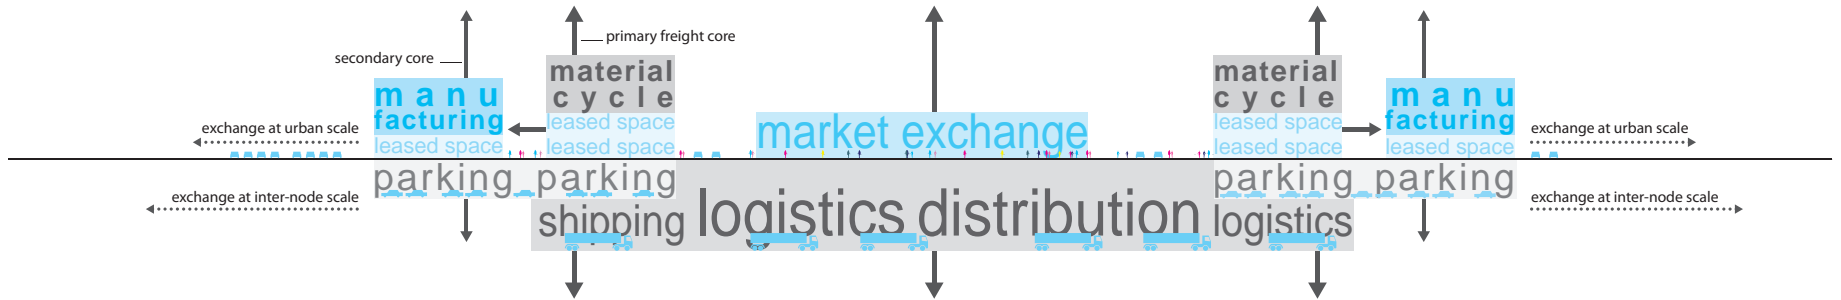 primary freight core
secondary core
material
cycle
leased space
leased space
manu
facturing
leased space
market exchange
material
cycle
leased space
leased space
manu
facturing
leased space
exchange at urban scale
exchange at urban scale
parking parking
parking parking
exchange at inter-node scale
exchange at inter-node scale
shipping logistics distribution logistics